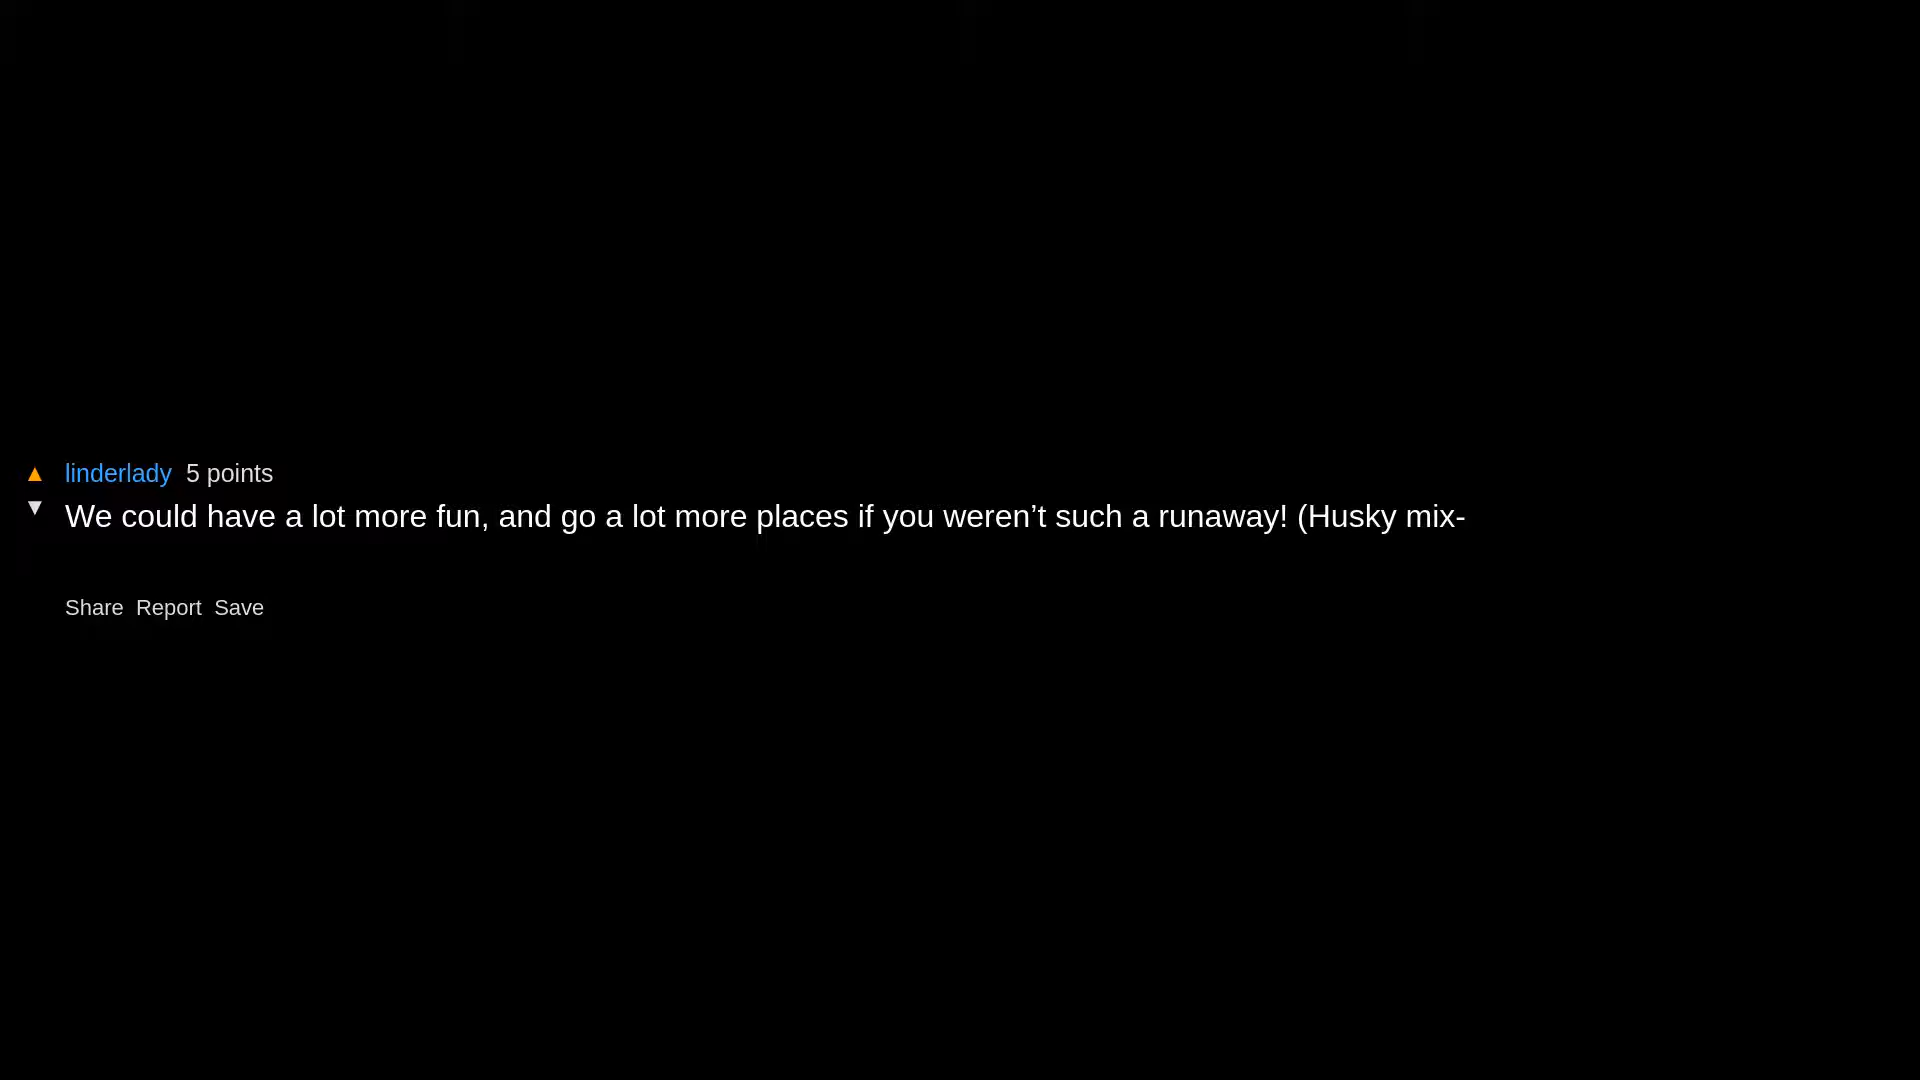 ▲ linderlady 5 points
▼ We could have a lot more fun, and go a lot more places if you weren’t such a runaway! (Husky mix-
Share Report Save